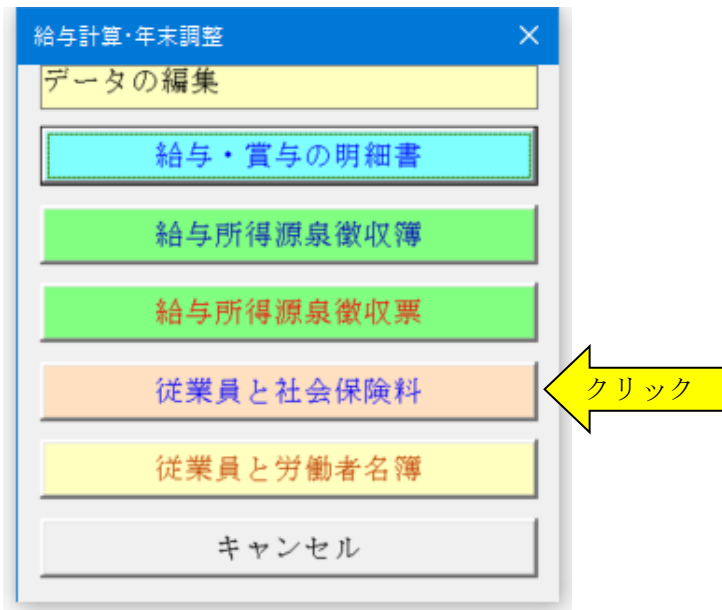 給与計算・年末調整
データの編集
給与・賞与の明細書
給与所得源泉徴収簿
給与所得源泉徴収票
従業員と社会保険料
クリック
従業員と労働者名簿
キャンセル